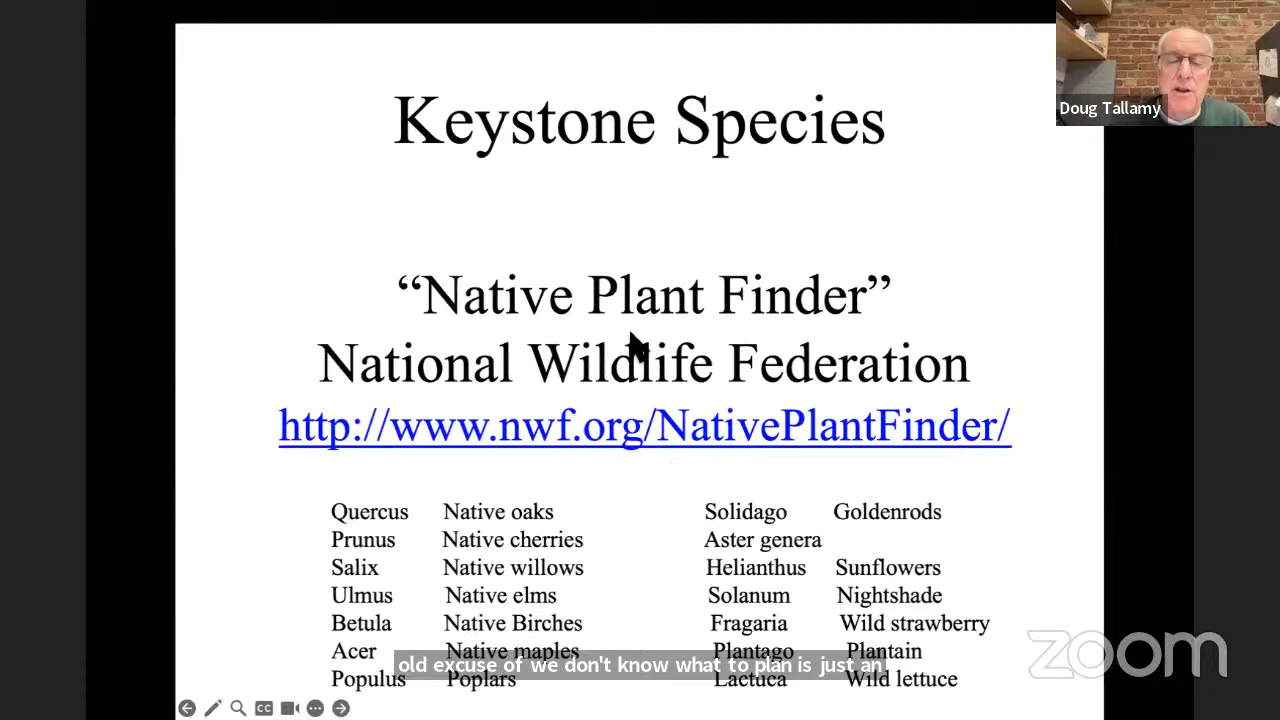 Keystone Species
Doug Tallamy
“Native Plant Finder”
National Wildlife Federation
http://www.nwf.org/NativePlantFinder/
Quercus Native oaks Solidago Goldenrods
Prunus Native cherries Aster genera
Salix Native willows Helianthus Sunflowers
Ulmus Native elms Solanum Nightshade
Betula Native Birches Fragaria Wild strawberry
Acer Native maples Plantago Plantain
old excuse of we don't know what to plan is just an
Populus Poplars Lactuca Wild lettuce
zoom
CC